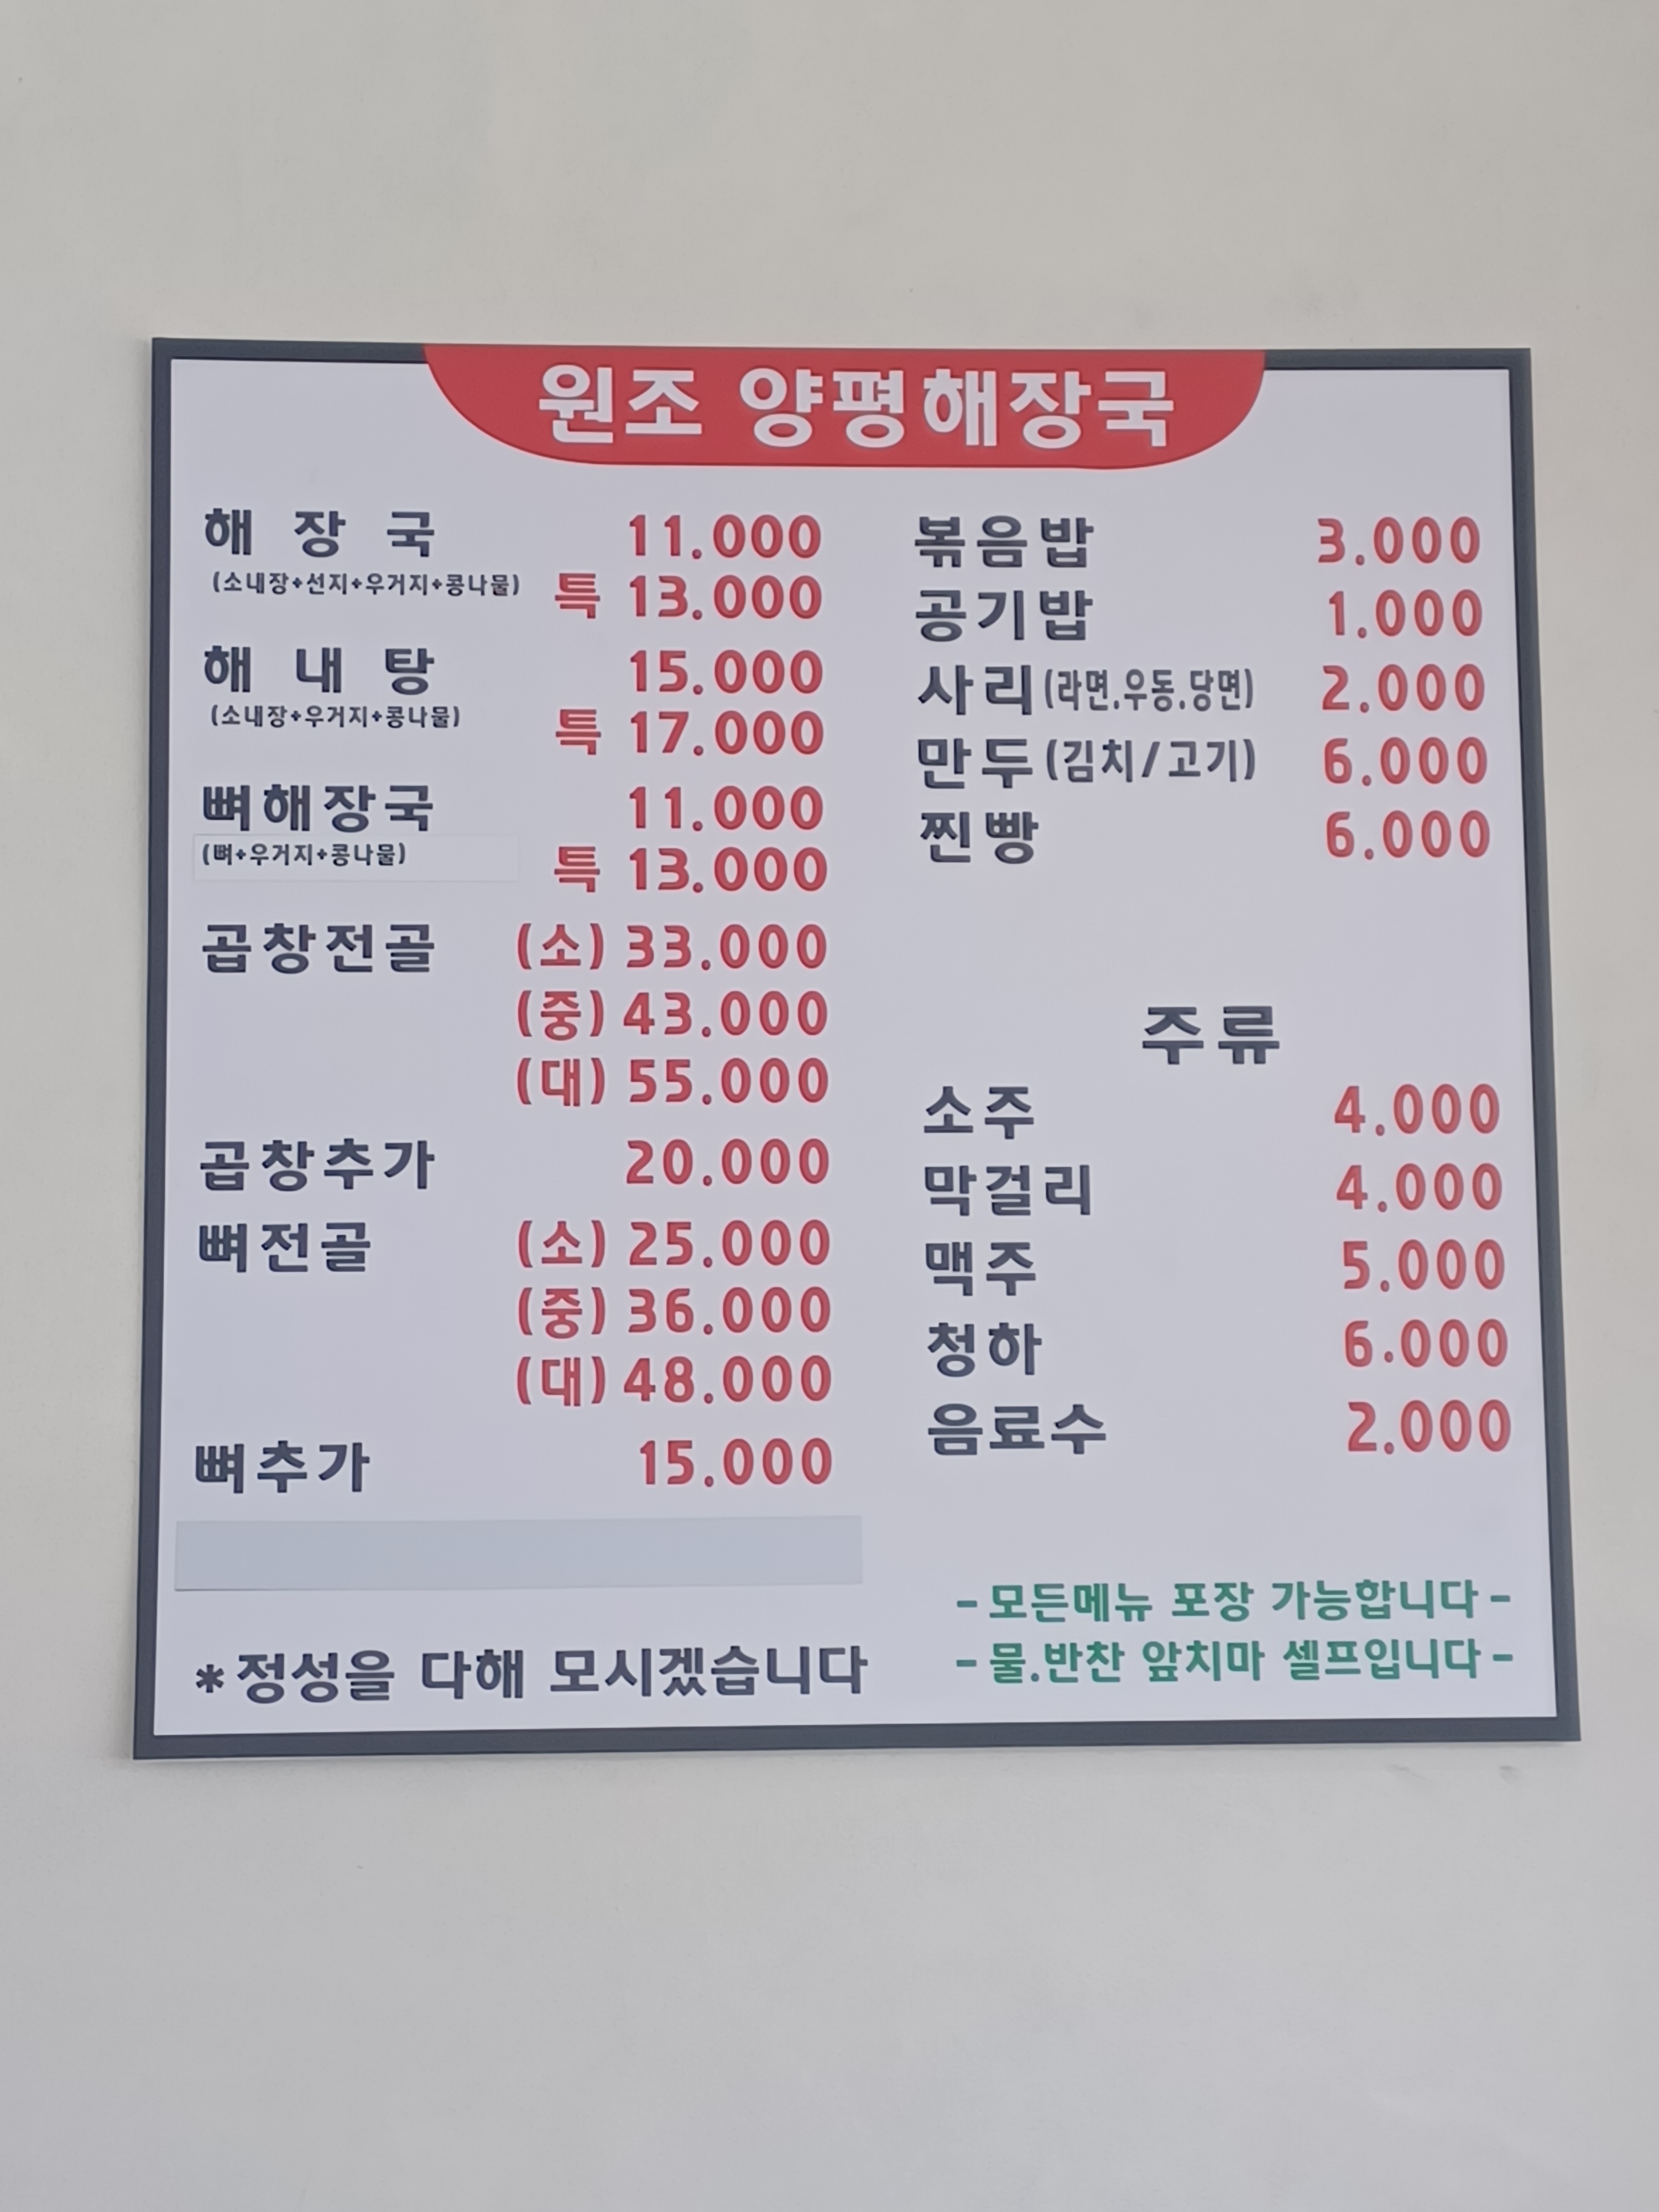 원조 양평해장국
해 장 국 11.000
(소내장+선지+우거지+콩나물) 특 13.000
해 내 탕 15.000
(소내장+우거지+콩나물) 특 17.000
뼈해장국 11.000
(뼈+우거지+콩나물) 특 13.000
곱창전골 (소) 33.000
(중) 43.000
(대) 55.000
곱창추가 20.000
뼈전골 (소) 25.000
(중) 36.000
(대) 48.000
뼈추가 15.000
*정성을 다해 모시겠습니다
볶음밥 3.000
공기밥 1.000
사리(라면.우동.당면) 2.000
만두(김치/고기) 6.000
찐빵 6.000
주류
소주 4.000
막걸리 4.000
맥주 5.000
청하 6.000
음료수 2.000
-모든메뉴 포장 가능합니다-
-물.반찬 앞치마 셀프입니다-